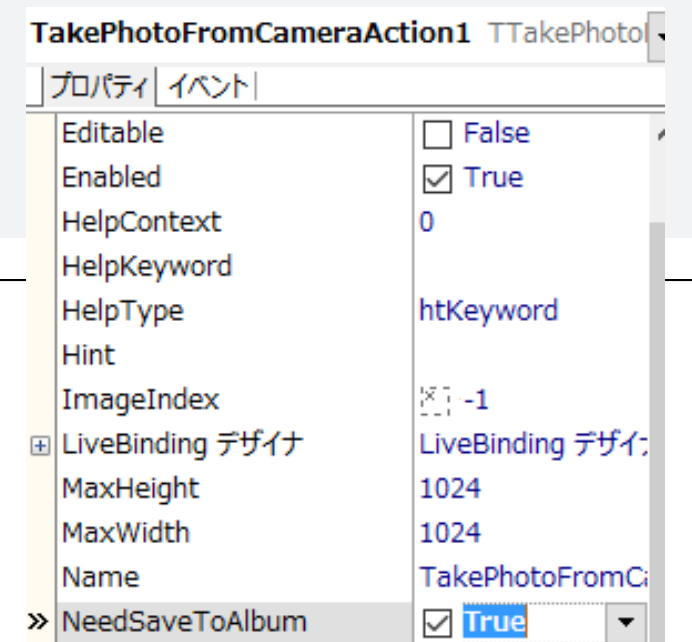 TakePhotoFromCameraAction1 TTakePhotoF
プロパティ イベント
Editable False
Enabled True
HelpContext 0
HelpKeyword
HelpType htKeyword
Hint
ImageIndex -1
LiveBinding デザイナ LiveBinding デザイナ
MaxHeight 1024
MaxWidth 1024
Name TakePhotoFromCa
NeedSaveToAlbum True